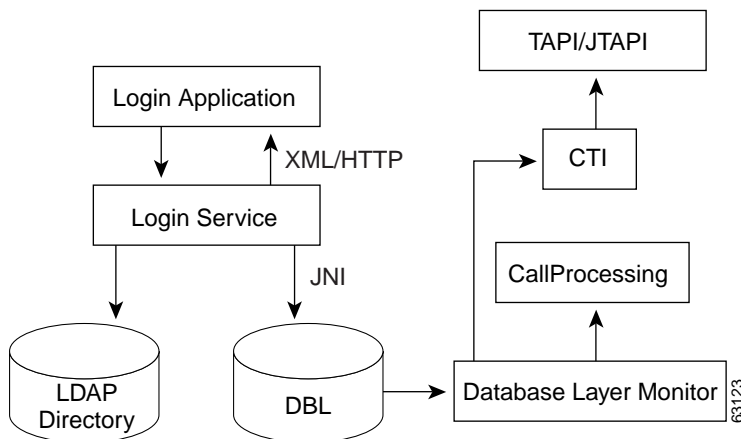 TAPI/JTAPI
Login Application
XML/HTTP
CTI
Login Service
JNI
CallProcessing
LDAP
Directory
DBL
Database Layer Monitor
63123